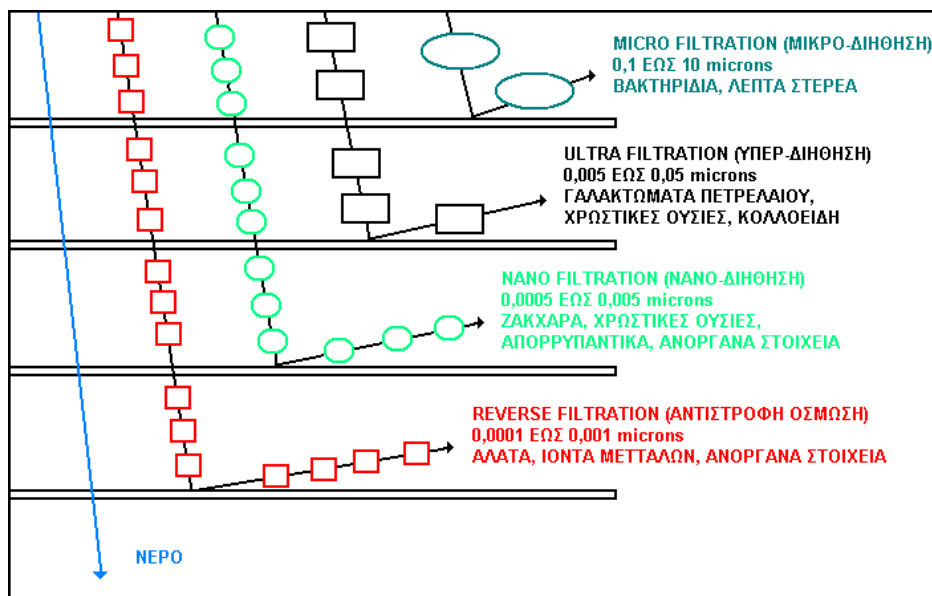 MICRO FILTRATION (ΜΙΚΡΟ-ΔΙΗΘΗΣΗ)
0,1 ΕΩΣ 10 microns
ΒΑΚΤΗΡΙΔΙΑ, ΛΕΠΤΑ ΣΤΕΡΕΑ
ULTRA FILTRATION (ΥΠΕΡ-ΔΙΗΘΗΣΗ)
0,005 ΕΩΣ 0,05 microns
ΓΑΛΑΚΤΩΜΑΤΑ ΠΕΤΡΕΛΑΙΟΥ,
ΧΡΩΣΤΙΚΕΣ ΟΥΣΙΕΣ, ΚΟΛΛΟΕΙΔΗ
NANO FILTRATION (ΝΑΝΟ-ΔΙΗΘΗΣΗ)
0,0005 ΕΩΣ 0,005 microns
ΖΑΚΧΑΡΑ, ΧΡΩΣΤΙΚΕΣ ΟΥΣΙΕΣ,
ΑΠΟΡΡΥΠΑΝΤΙΚΑ, ΑΝΟΡΓΑΝΑ ΣΤΟΙΧΕΙΑ
REVERSE FILTRATION (ΑΝΤΙΣΤΡΟΦΗ ΟΣΜΩΣΗ)
0,0001 ΕΩΣ 0,001 microns
ΑΛΑΤΑ, ΙΟΝΤΑ ΜΕΤΤΑΛΩΝ, ΑΝΟΡΓΑΝΑ ΣΤΟΙΧΕΙΑ
ΝΕΡΟ